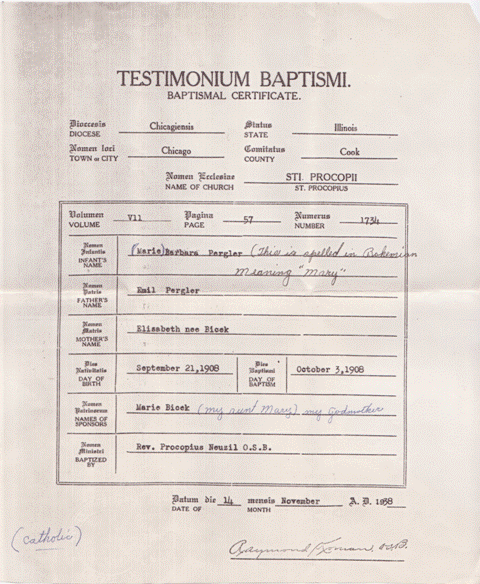 TESTIMONIUM BAPTISMI.
BAPTISMAL CERTIFICATE.
Dioecesis Chicagiensis Status Illinois
DIOCESE STATE
Nomen loci Chicago Comitatus Cook
TOWN or CITY COUNTY
Nomen Ecclesiae STI. PROCOPII
NAME OF CHURCH ST. PROCOPIUS
Volumen V11 Pagina 57 Numerus 1734
VOLUME PAGE NUMBER
Nomen Infantis (Marie)Barbara Pergler (This is spelled in Bohemian
INFANT'S NAME meaning "Mary"
Nomen Patris Emil Pergler
FATHER'S NAME
Nomen Matris Elizabeth nee Bicek
MOTHER'S NAME
Dies Nativitatis September 21,1908 Dies Baptismi October 3,1908
DAY OF BIRTH DAY OF BAPTISM
Nomen Patrinorum Marie Bicek (my aunt Mary) my Godmother
NAMES OF SPONSORS
Nomen Ministri Rev. Procopius Neuzil O.S.B.
BAPTIZED BY
Datum die 14 mensis November A. D. 1938
DATE OF MONTH
(Catholic)
Raymond O.S.B.